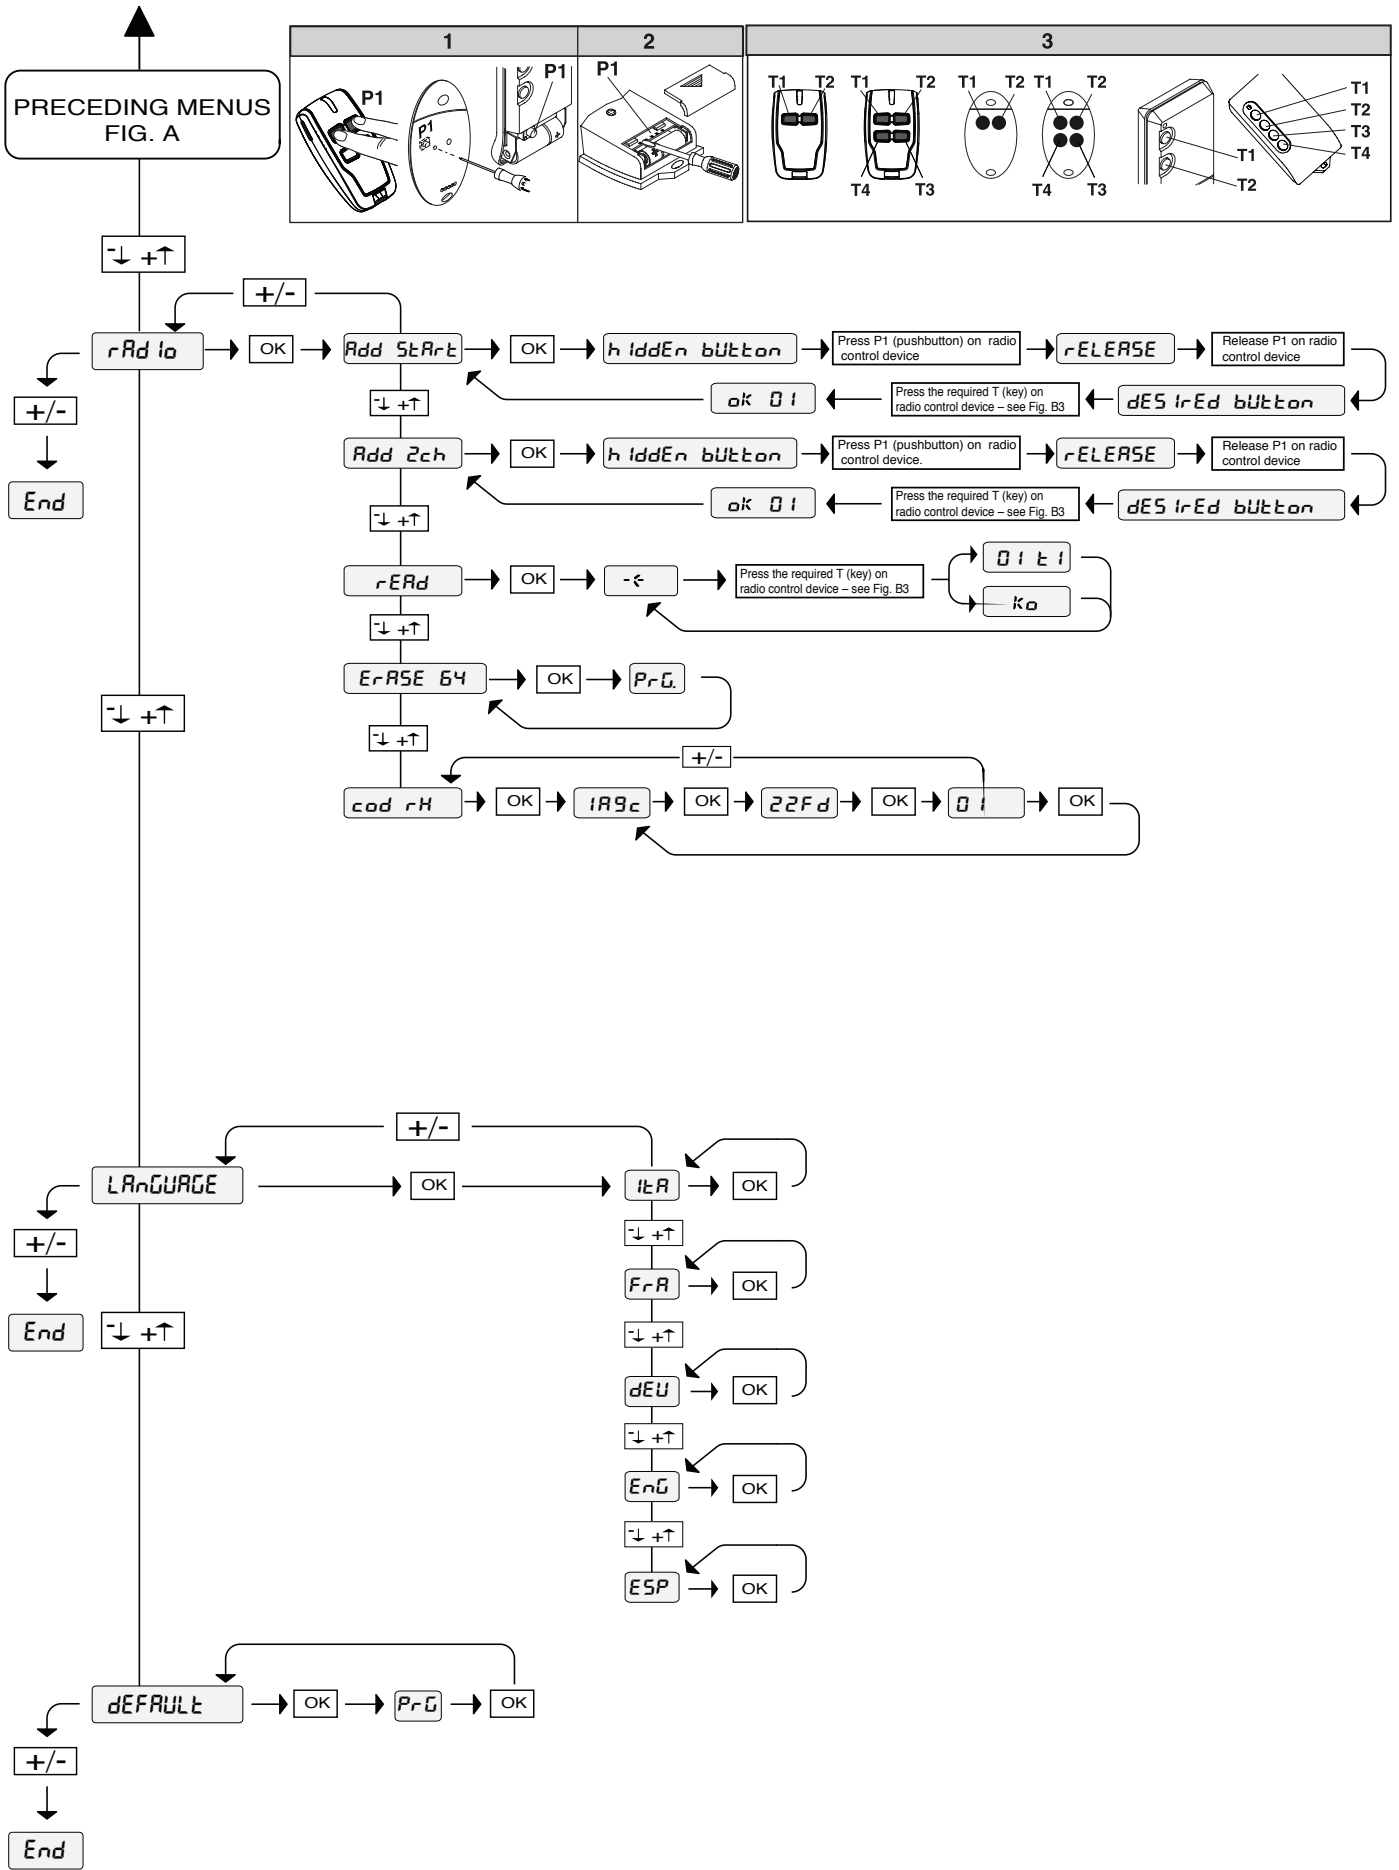 1
2
3
PRECEDING MENUS
FIG. A
P1
P1
P1
P1
T1 T2
T1 T2
T4 T3
T1 T2
T1 T2
T4 T3
T1
T2
T1
T2
T3
T4
-↓ +↑
+/-
rAdIo
OK
Add StArt
OK
hIddEn bUtton
Press P1 (pushbutton) on radio
control device
rELEASE
Release P1 on radio
control device
+/-
-↓ +↑
oK 01
Press the required T (key) on
radio control device – see Fig. B3
dESIrEd bUtton
End
Add 2ch
OK
hIddEn bUtton
Press P1 (pushbutton) on radio
control device.
rELEASE
Release P1 on radio
control device
-↓ +↑
oK 01
Press the required T (key) on
radio control device – see Fig. B3
dESIrEd bUtton
rEAd
OK
Press the required T (key) on
radio control device – see Fig. B3
01 t1
Ko
-↓ +↑
ErASE 64
OK
PrG.
-↓ +↑
-↓ +↑
+/-
cod rX
OK
1A9c
OK
22Fd
OK
01
OK
+/-
LAnGUAGE
OK
ItA
OK
+/-
-↓ +↑
FrA
OK
End
-↓ +↑
-↓ +↑
dEU
OK
-↓ +↑
EnG
OK
-↓ +↑
ESP
OK
dEFAULt
OK
PrG
OK
+/-
End